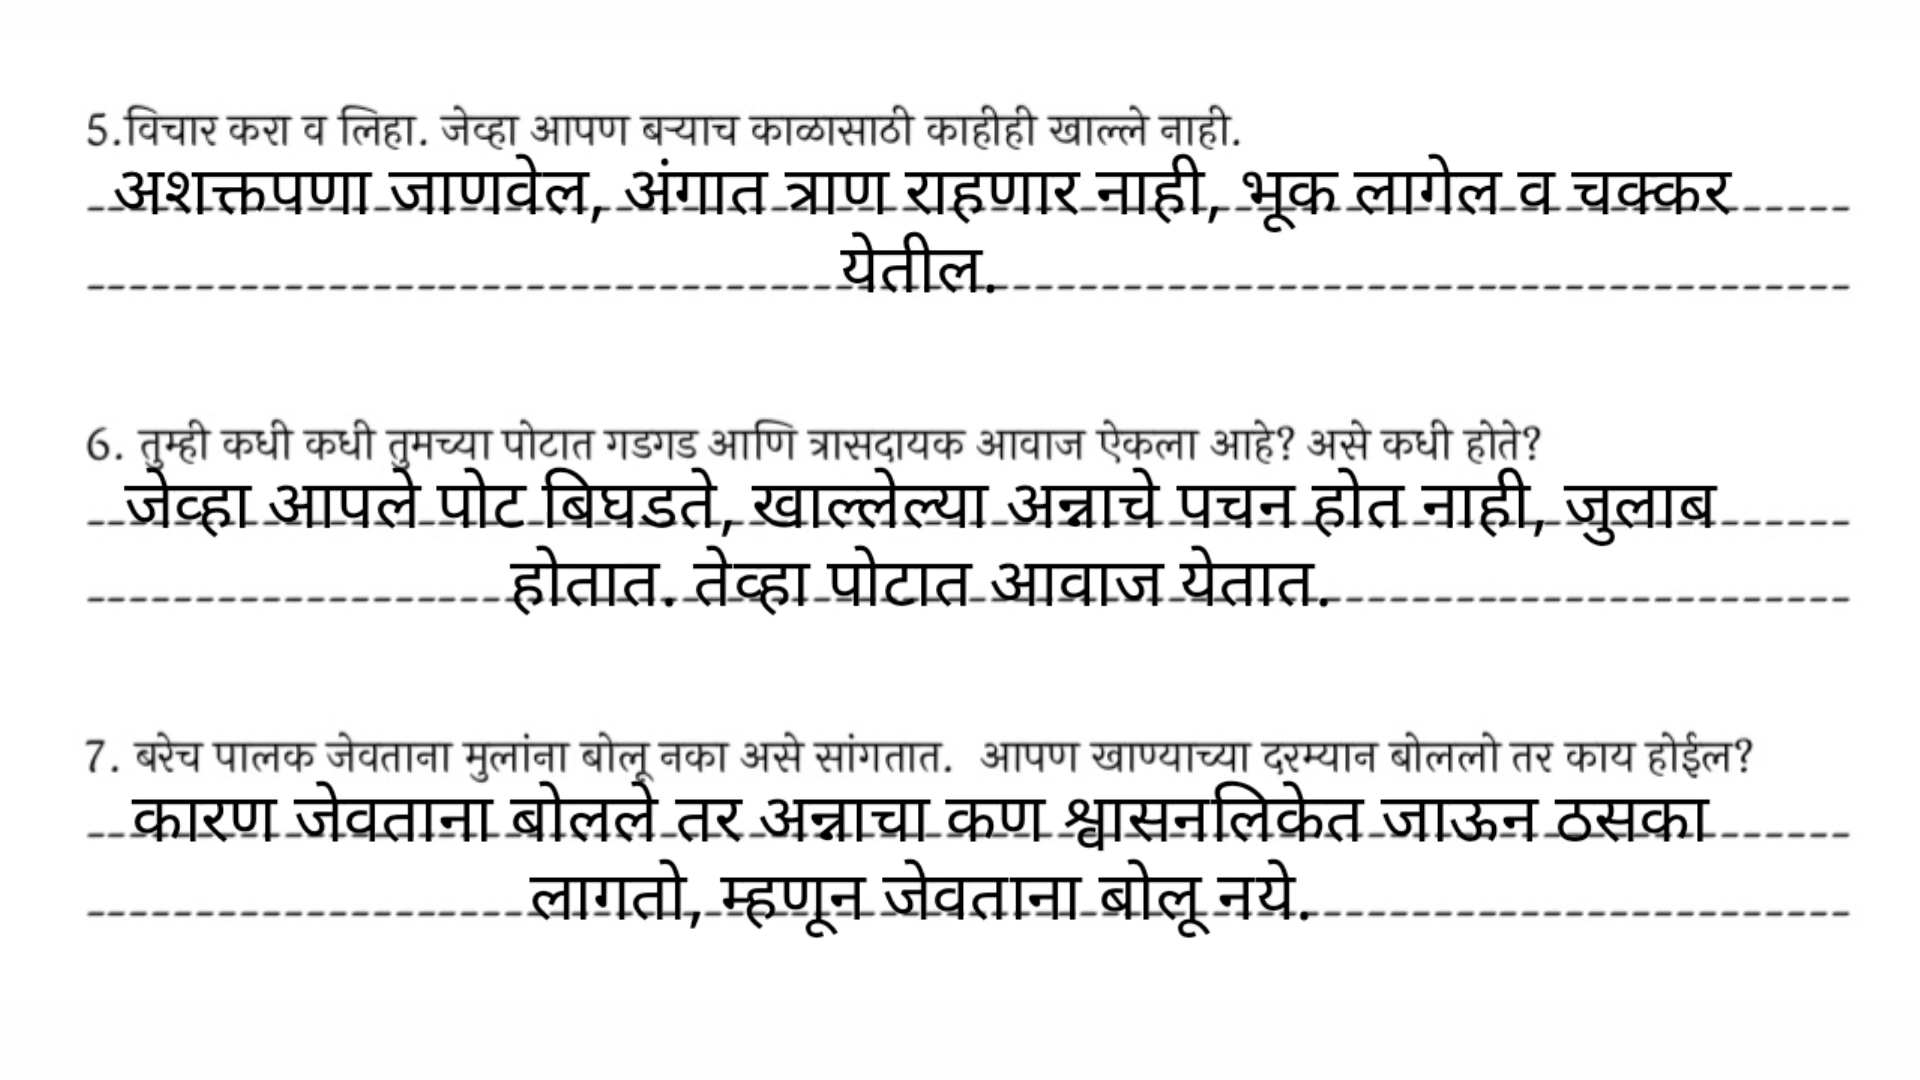 5.विचार करा व लिहा. जेव्हा आपण बऱ्याच काळासाठी काहीही खाल्ले नाही.
अशक्तपणा जाणवेल, अंगात त्राण राहणार नाही, भूक लागेल व चक्कर
येतील.
6. तुम्ही कधी कधी तुमच्या पोटात गडगड आणि त्रासदायक आवाज ऐकला आहे? असे कधी होते?
जेव्हा आपले पोट बिघडते, खाल्लेल्या अन्नाचे पचन होत नाही, जुलाब
होतात. तेव्हा पोटात आवाज येतात.
7. बरेच पालक जेवताना मुलांना बोलू नका असे सांगतात. आपण खाण्याच्या दरम्यान बोललो तर काय होईल?
कारण जेवताना बोलले तर अन्नाचा कण श्वासनलिकेत जाऊन ठसका
लागतो, म्हणून जेवताना बोलू नये.